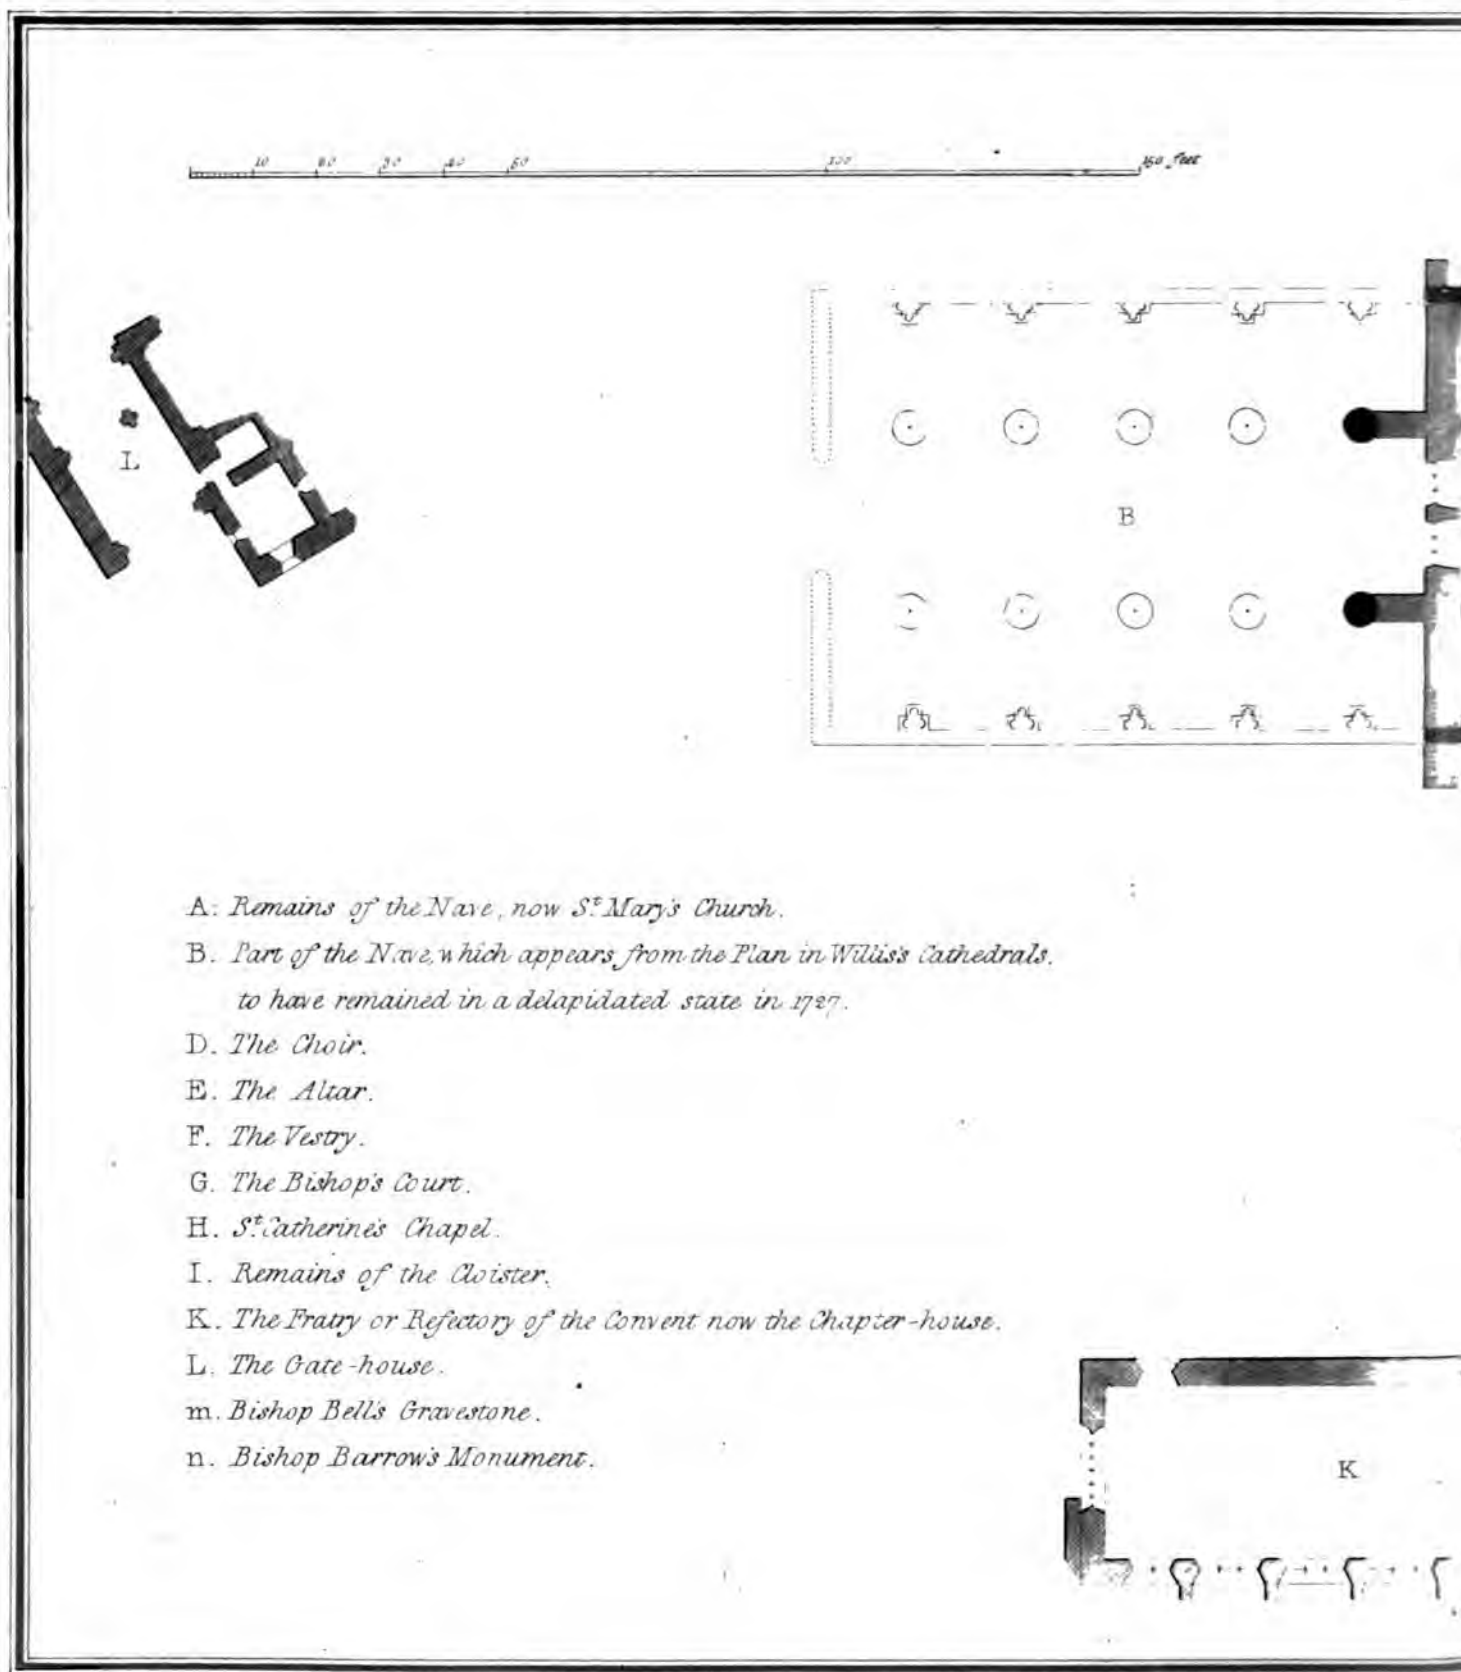 10 20 30 40 50 100 150 feet
L
B
A. Remains of the Nave, now St. Mary's Church.
B. Part of the Nave, which appears from the Plan in Willis's Cathedrals.
to have remained in a delapidated state in 1727.
D. The Choir.
E. The Altar.
F. The Vestry.
G. The Bishop's Court.
H. St. Catherine's Chapel.
I. Remains of the Cloister.
K. The Fratry or Refectory of the Convent now the Chapter-house.
L. The Gate-house.
m. Bishop Bell's Gravestone.
n. Bishop Barrow's Monument.
K